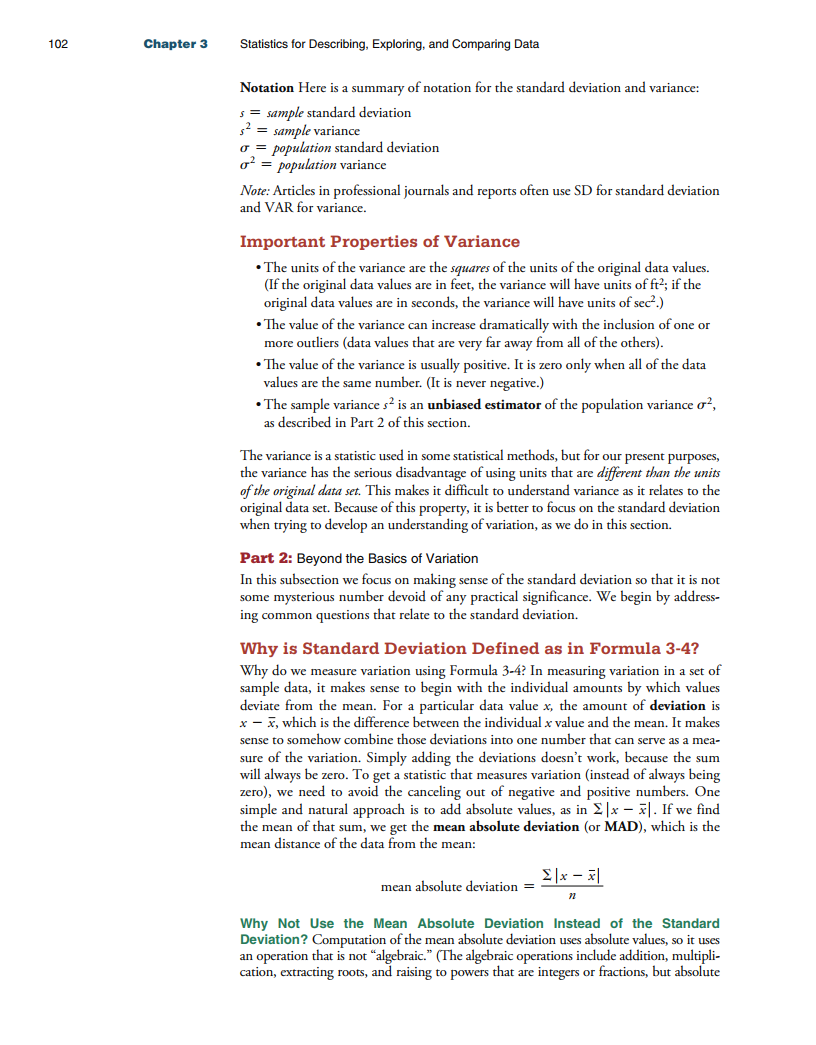 102 Chapter 3 Statistics for Describing, Exploring, and Comparing Data
Notation Here is a summary of notation for the standard deviation and variance:
s = sample standard deviation
s² = sample variance
σ = population standard deviation
σ² = population variance
Note: Articles in professional journals and reports often use SD for standard deviation
and VAR for variance.
Important Properties of Variance
• The units of the variance are the squares of the units of the original data values.
(If the original data values are in feet, the variance will have units of ft²; if the
original data values are in seconds, the variance will have units of sec².)
• The value of the variance can increase dramatically with the inclusion of one or
more outliers (data values that are very far away from all of the others).
• The value of the variance is usually positive. It is zero only when all of the data
values are the same number. (It is never negative.)
• The sample variance s² is an unbiased estimator of the population variance σ²,
as described in Part 2 of this section.
The variance is a statistic used in some statistical methods, but for our present purposes,
the variance has the serious disadvantage of using units that are different than the units
of the original data set. This makes it difficult to understand variance as it relates to the
original data set. Because of this property, it is better to focus on the standard deviation
when trying to develop an understanding of variation, as we do in this section.
Part 2: Beyond the Basics of Variation
In this subsection we focus on making sense of the standard deviation so that it is not
some mysterious number devoid of any practical significance. We begin by address-
ing common questions that relate to the standard deviation.
Why is Standard Deviation Defined as in Formula 3-4?
Why do we measure variation using Formula 3-4? In measuring variation in a set of
sample data, it makes sense to begin with the individual amounts by which values
deviate from the mean. For a particular data value x, the amount of deviation is
x − x̄, which is the difference between the individual x value and the mean. It makes
sense to somehow combine those deviations into one number that can serve as a mea-
sure of the variation. Simply adding the deviations doesn't work, because the sum
will always be zero. To get a statistic that measures variation (instead of always being
zero), we need to avoid the canceling out of negative and positive numbers. One
simple and natural approach is to add absolute values, as in Σ|x − x̄|. If we find
the mean of that sum, we get the mean absolute deviation (or MAD), which is the
mean distance of the data from the mean:
mean absolute deviation = Σ|x − x̄| / n
Why Not Use the Mean Absolute Deviation Instead of the Standard
Deviation? Computation of the mean absolute deviation uses absolute values, so it uses
an operation that is not "algebraic." (The algebraic operations include addition, multipli-
cation, extracting roots, and raising to powers that are integers or fractions, but absolute